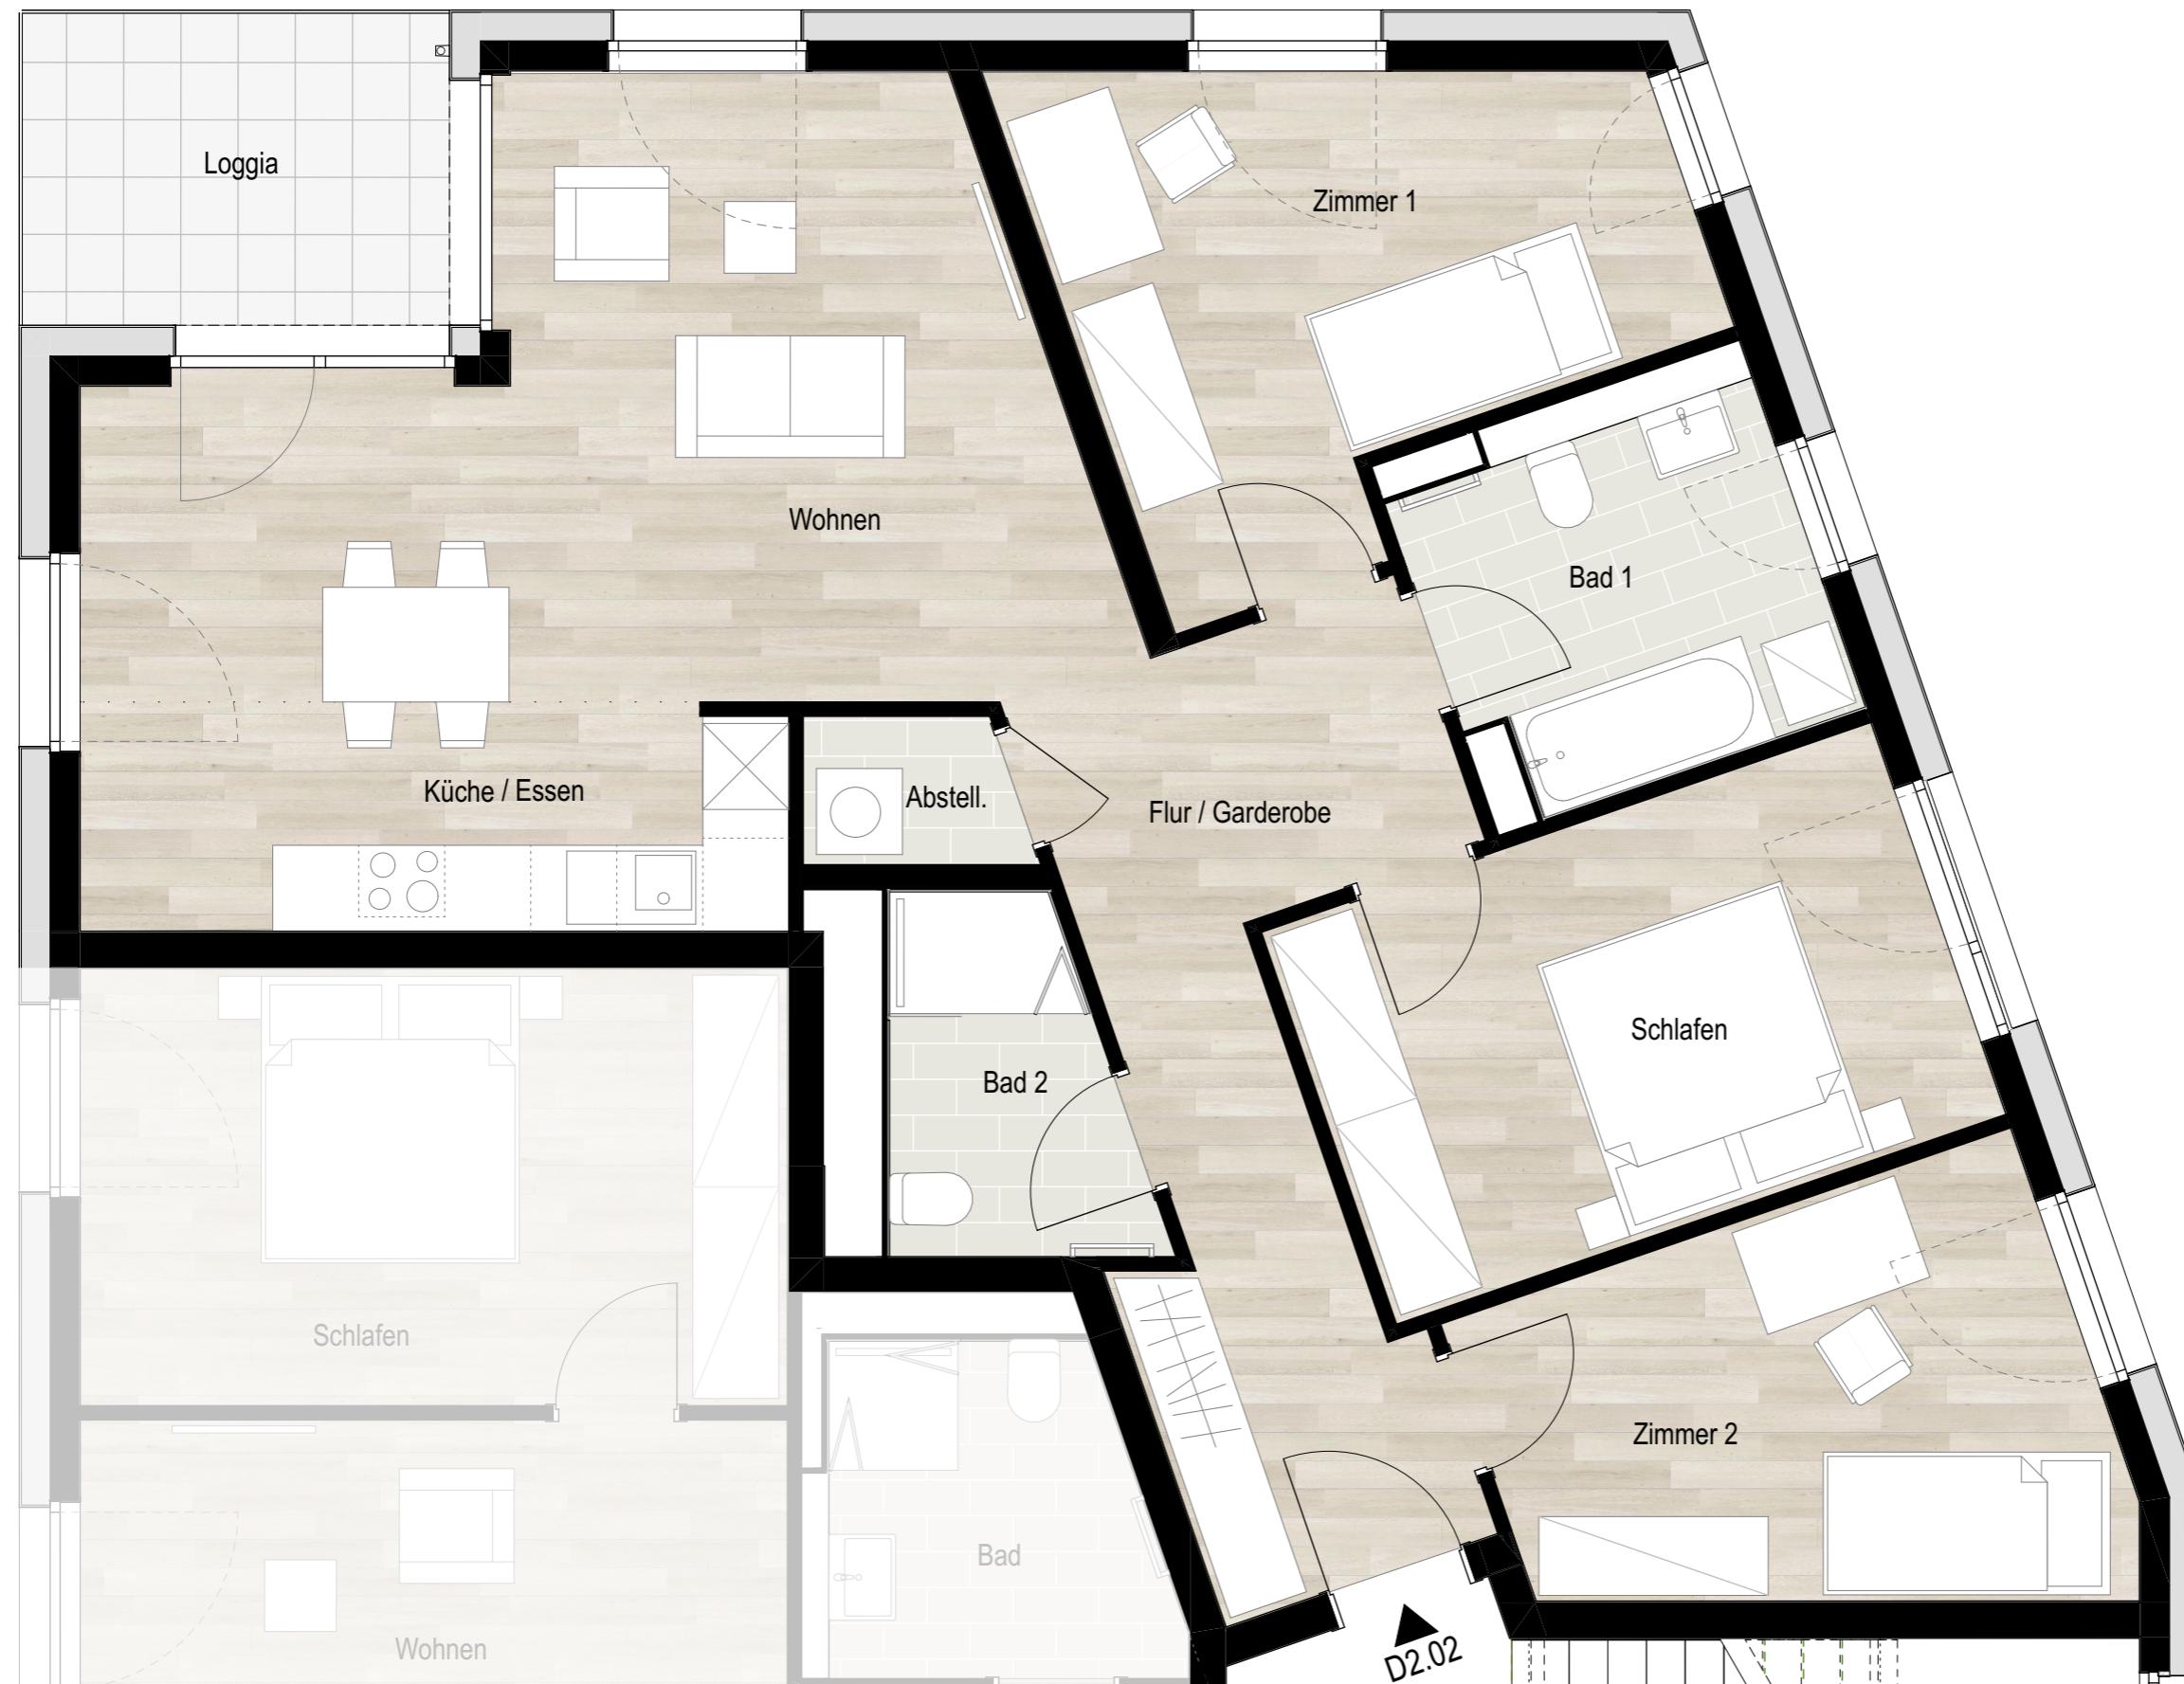 Loggia
Zimmer 1
Wohnen
Bad 1
Küche / Essen
Abstell.
Flur / Garderobe
Schlafen
Bad 2
Schlafen
Zimmer 2
Bad
Wohnen
D2.02